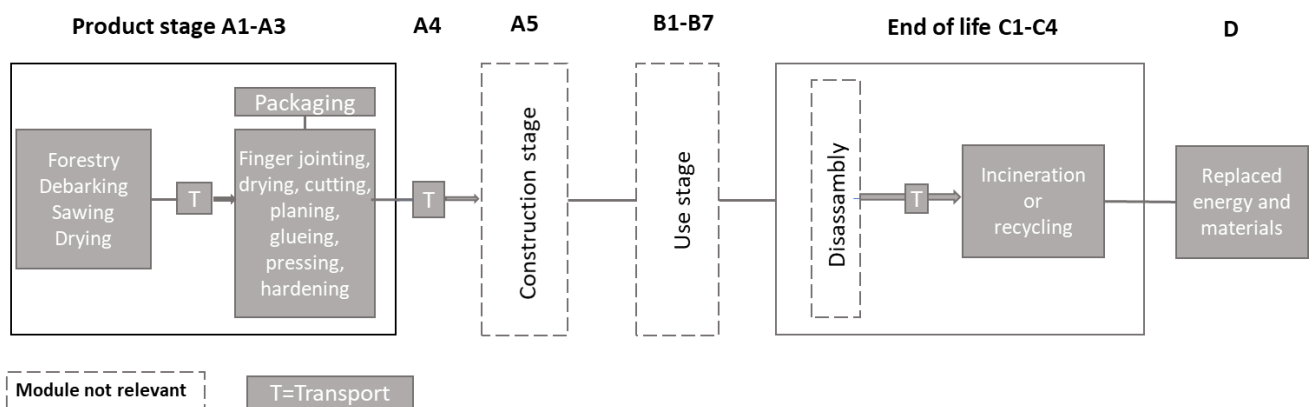 Product stage A1-A3
A4
A5
B1-B7
End of life C1-C4
D
Forestry
Debarking
Sawing
Drying
T
Packaging
Finger jointing,
drying, cutting,
planing,
glueing,
pressing,
hardening
T
Construction stage
Use stage
Disassambly
T
Incineration
or
recycling
Replaced
energy and
materials
Module not relevant
T=Transport